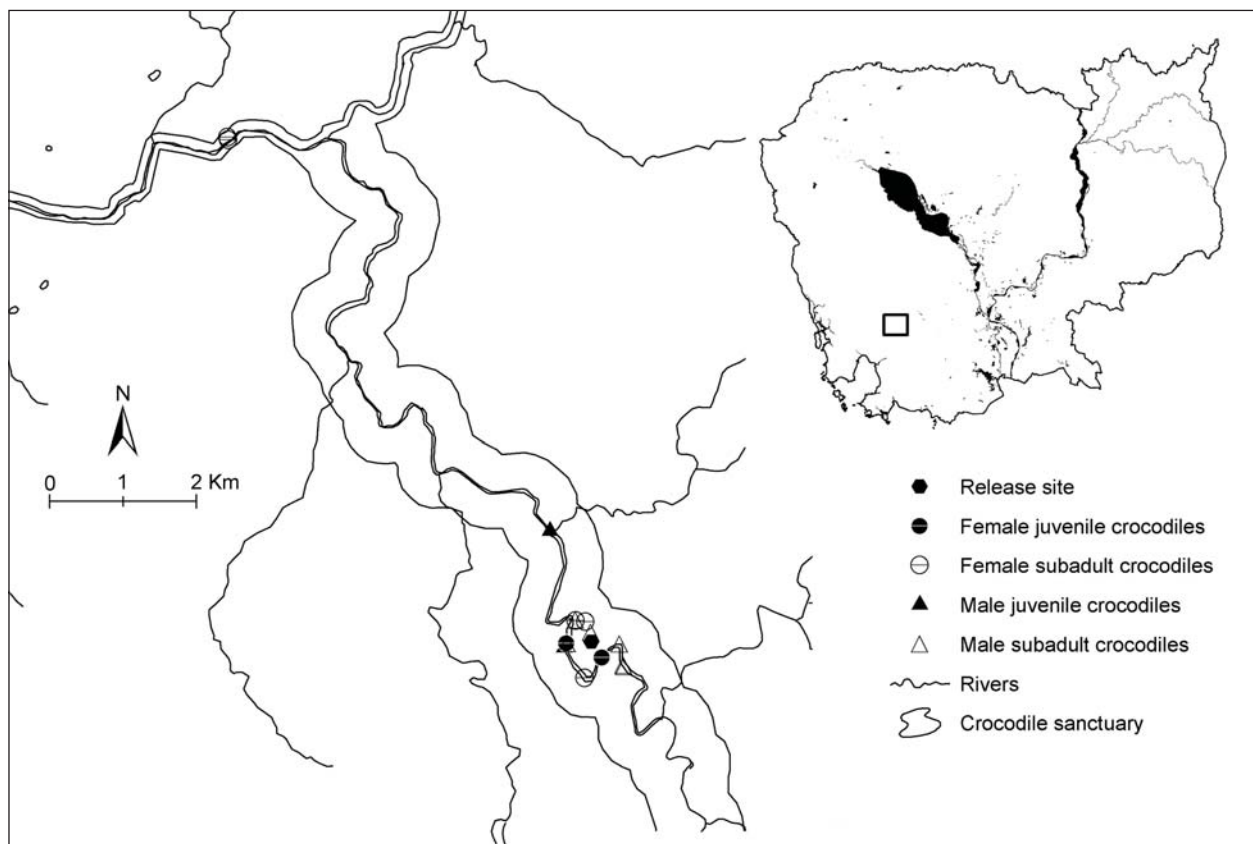 N
0 1 2 Km
Release site
Female juvenile crocodiles
Female subadult crocodiles
Male juvenile crocodiles
Male subadult crocodiles
Rivers
Crocodile sanctuary